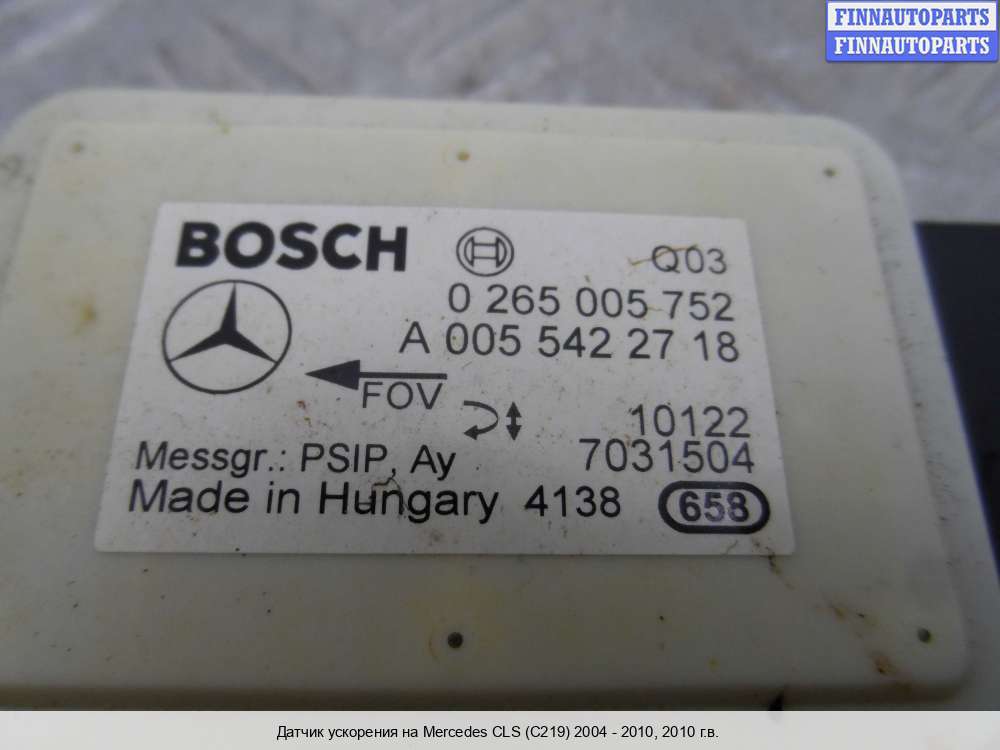 FINNAUTOPARTS
FINNAUTOPARTS
BOSCH
Q03
0 265 005 752
A 005 542 27 18
FOV
10122
Messgr.: PSIP, Ay 7031504
Made in Hungary 4138 658
Датчик ускорения на Mercedes CLS (C219) 2004 - 2010, 2010 г.в.